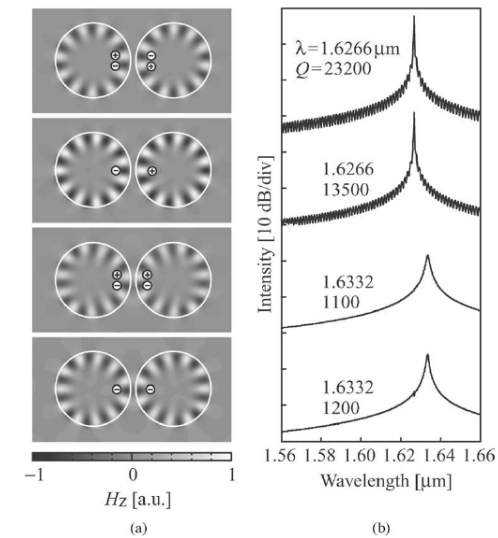 ⊕ ⊖
⊖ ⊕
⊖ ⊕
⊕ ⊕
⊖ ⊖
⊖ ⊖
−1 0 1
Hz [a.u.]
(a)
λ=1.6266μm
Q=23200
1.6266
13500
1.6332
1100
1.6332
1200
Intensity [10 dB/div]
1.56 1.58 1.60 1.62 1.64 1.66
Wavelength [μm]
(b)